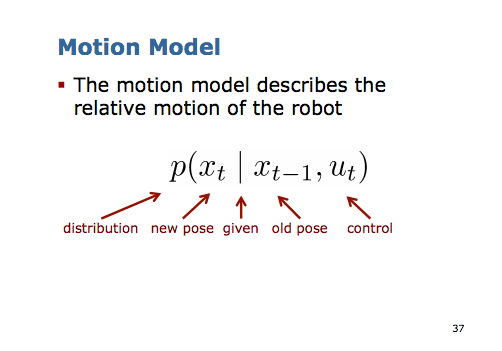 Motion Model
▪ The motion model describes the
relative motion of the robot
p(x_t | x_{t−1}, u_t)
distribution new pose given old pose control
37